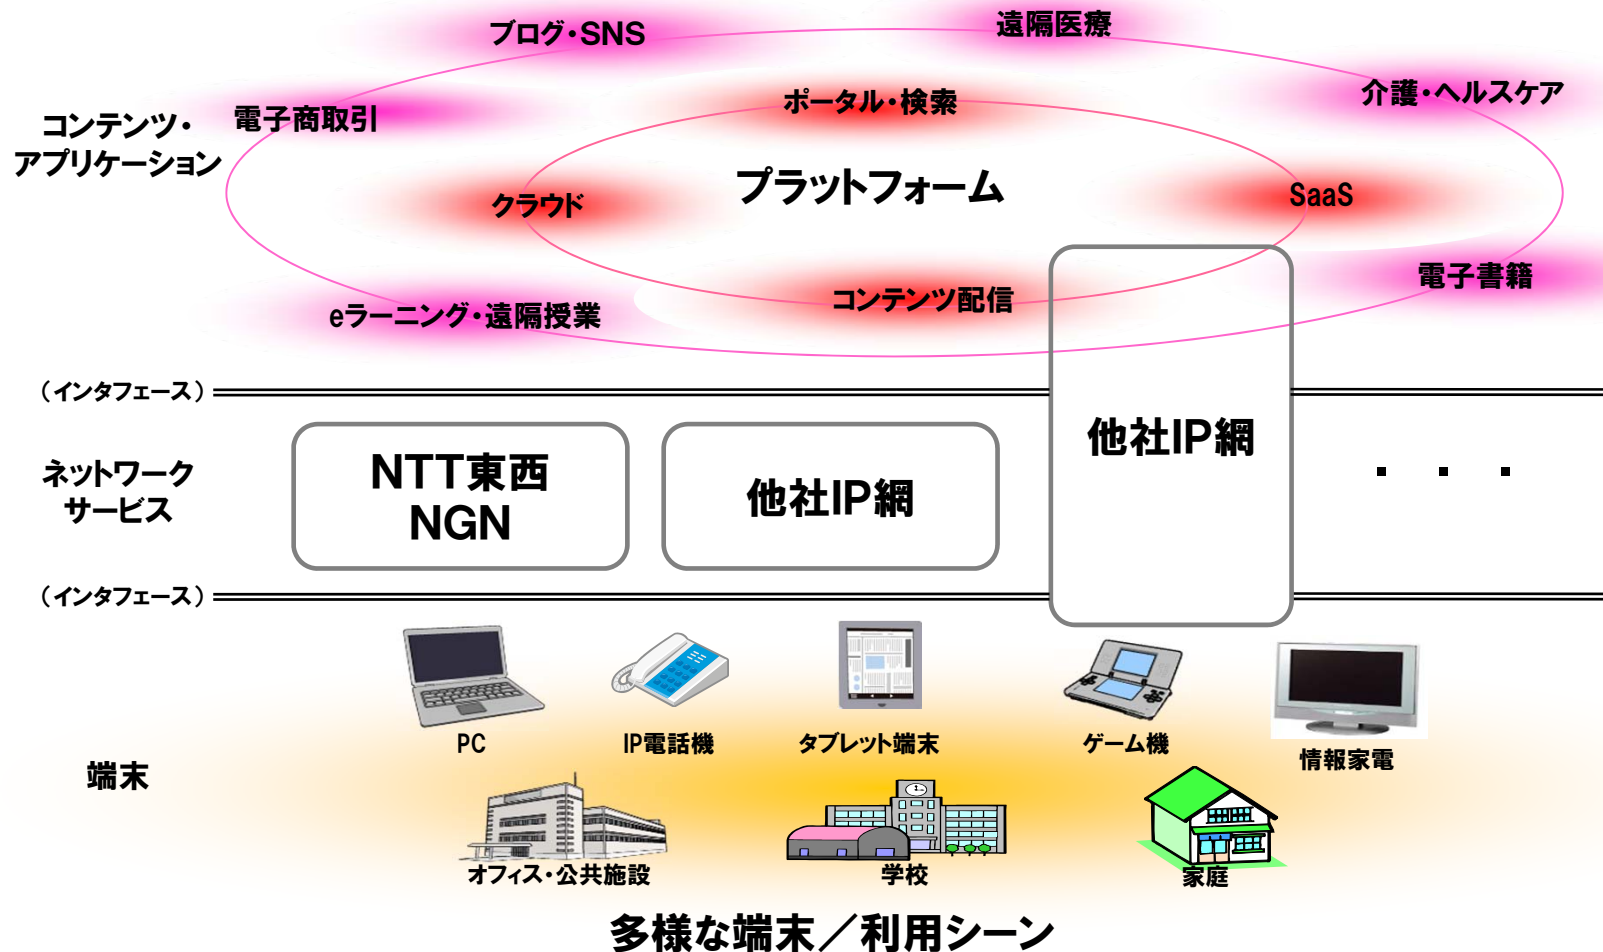 ブログ・SNS
遠隔医療
介護・ヘルスケア
電子商取引
ポータル・検索
コンテンツ・
アプリケーション
プラットフォーム
クラウド
SaaS
電子書籍
コンテンツ配信
eラーニング・遠隔授業
（インタフェース）
ネットワーク
サービス
NTT東西
NGN
他社IP網
他社IP網
・・・
（インタフェース）
PC
IP電話機
タブレット端末
ゲーム機
情報家電
端末
オフィス・公共施設
学校
家庭
多様な端末／利用シーン